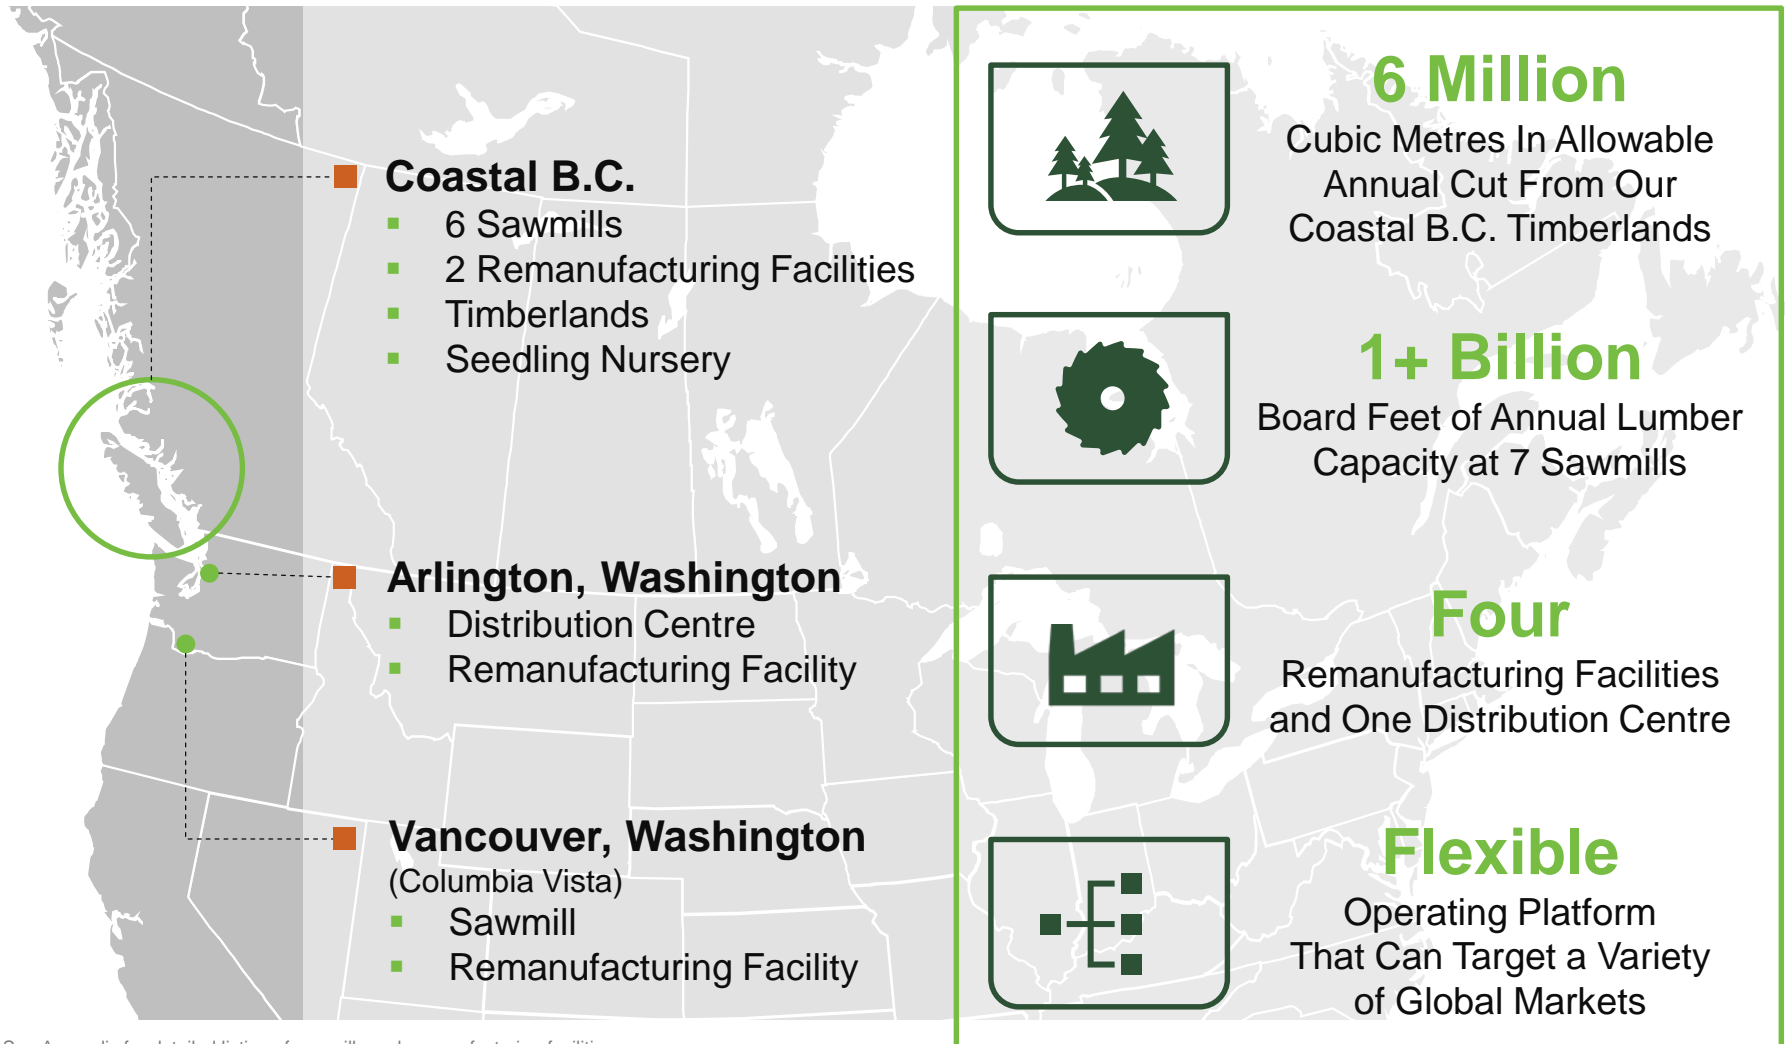 Coastal B.C.
6 Sawmills
2 Remanufacturing Facilities
Timberlands
Seedling Nursery
Arlington, Washington
Distribution Centre
Remanufacturing Facility
Vancouver, Washington
(Columbia Vista)
Sawmill
Remanufacturing Facility
6 Million
Cubic Metres In Allowable
Annual Cut From Our
Coastal B.C. Timberlands
1+ Billion
Board Feet of Annual Lumber
Capacity at 7 Sawmills
Four
Remanufacturing Facilities
and One Distribution Centre
Flexible
Operating Platform
That Can Target a Variety
of Global Markets